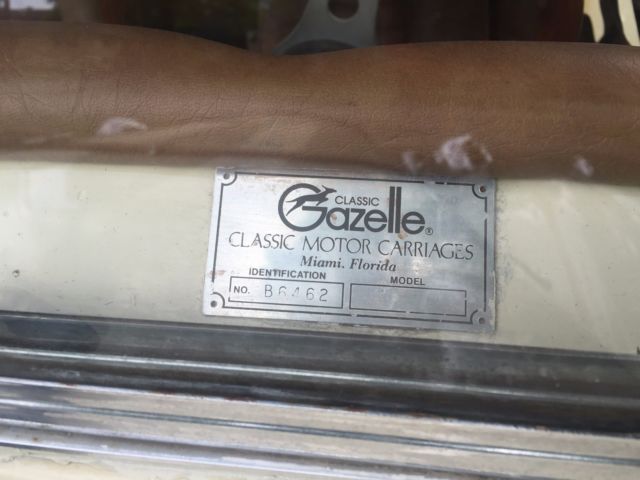 CLASSIC
Gazelle®
CLASSIC MOTOR CARRIAGES
Miami. Florida
IDENTIFICATION MODEL
NO. B6462